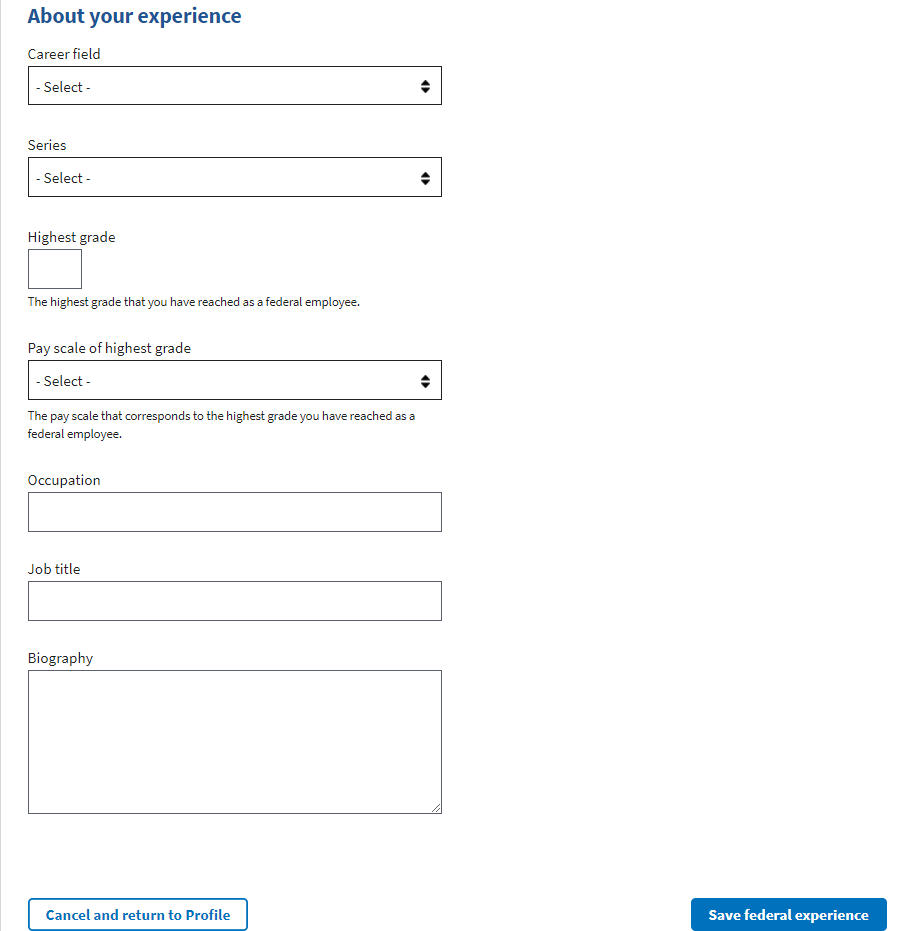 About your experience
Career field
- Select -
Series
- Select -
Highest grade
The highest grade that you have reached as a federal employee.
Pay scale of highest grade
- Select -
The pay scale that corresponds to the highest grade you have reached as a
federal employee.
Occupation
Job title
Biography
Cancel and return to Profile
Save federal experience